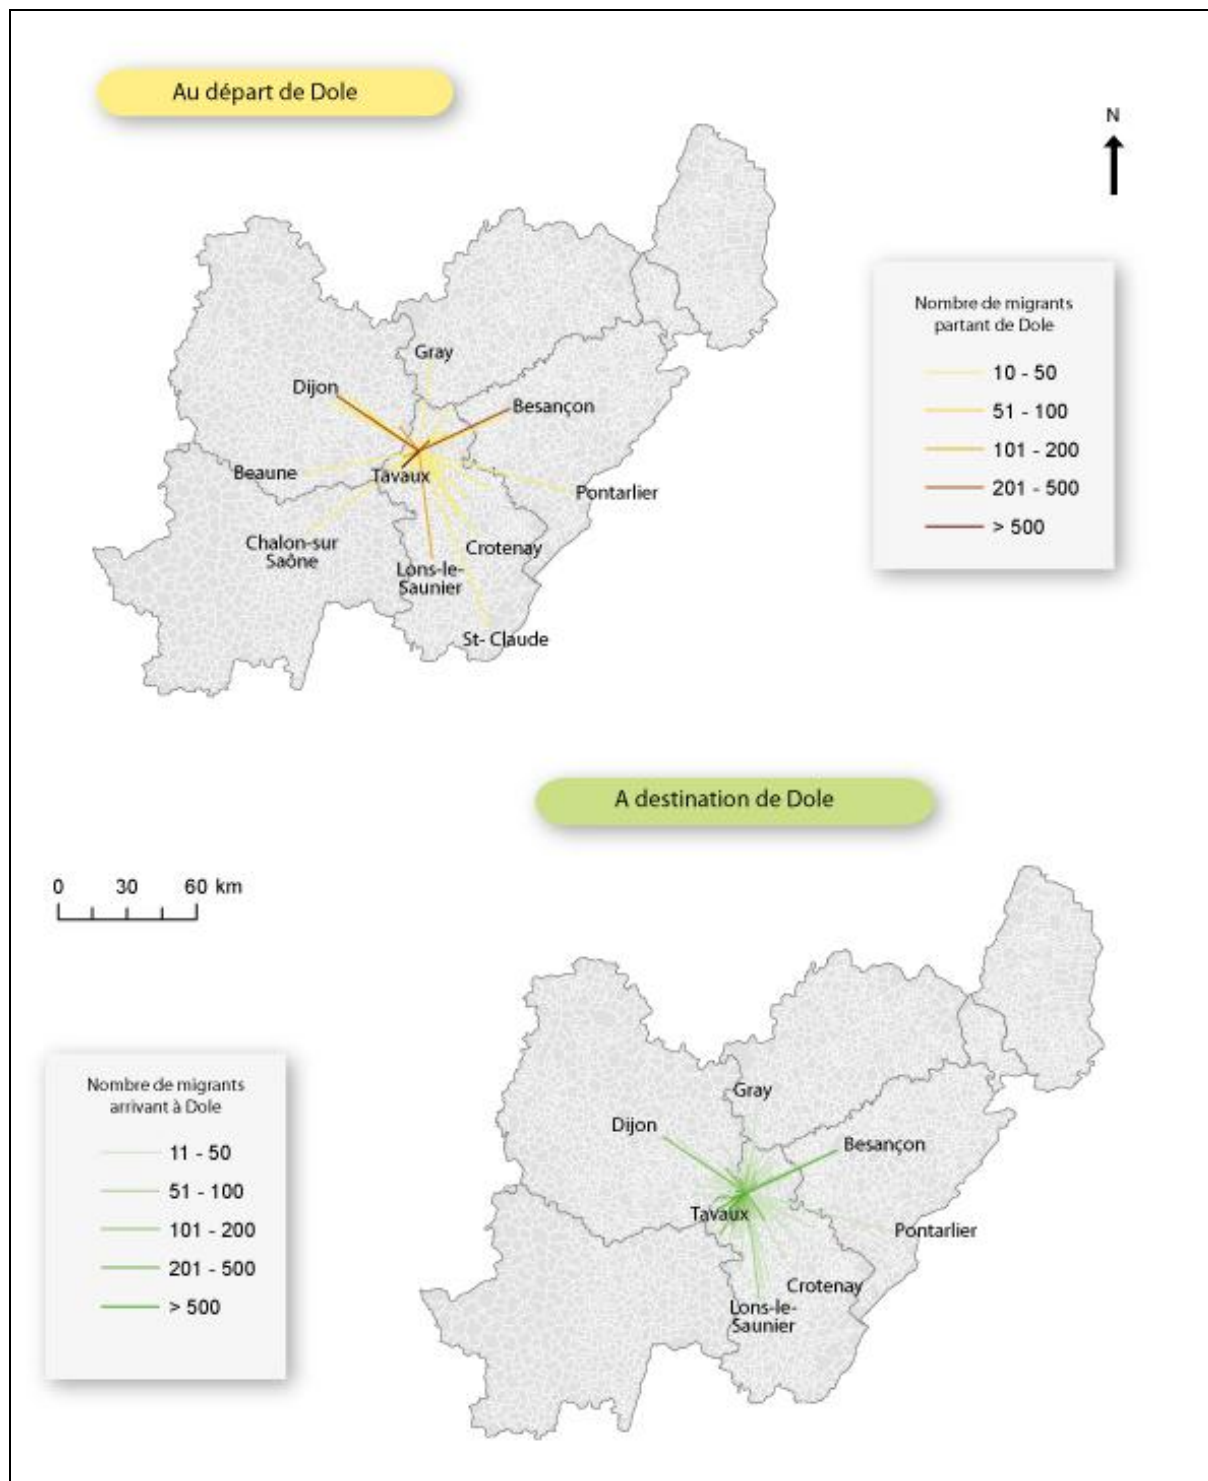 Au départ de Dole
N
Gray
Dijon
Besançon
Beaune
Tavaux
Pontarlier
Chalon-sur
Saône
Crotenay
Lons-le-
Saunier
St- Claude
Nombre de migrants
partant de Dole
10 - 50
51 - 100
101 - 200
201 - 500
> 500
A destination de Dole
0 30 60 km
Nombre de migrants
arrivant à Dole
11 - 50
51 - 100
101 - 200
201 - 500
> 500
Gray
Dijon
Besançon
Tavaux
Pontarlier
Crotenay
Lons-le-
Saunier